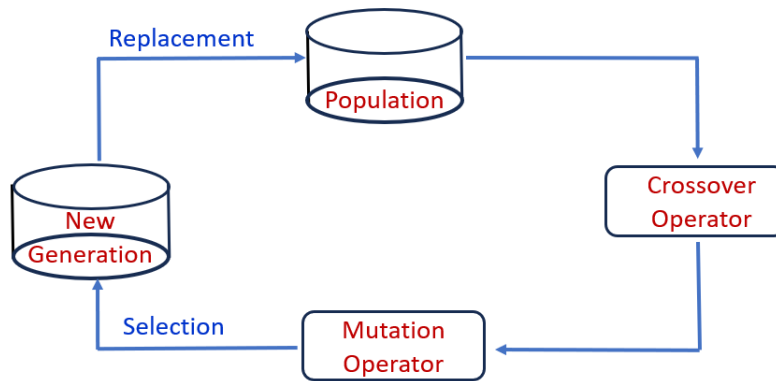 Replacement
Population
Crossover
Operator
New
Generation
Selection
Mutation
Operator